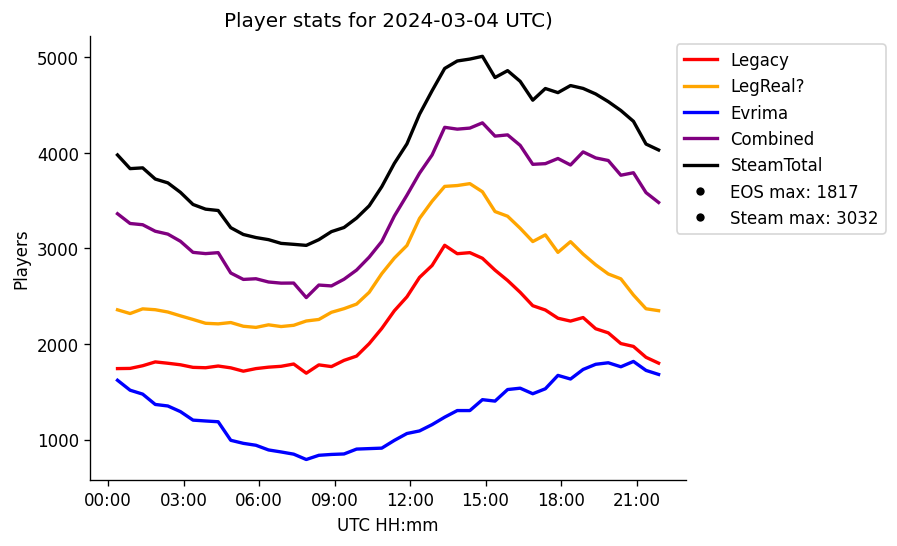 Player stats for 2024-03-04 UTC)
Legacy
LegReal?
Evrima
Combined
SteamTotal
EOS max: 1817
Steam max: 3032
Players
5000
4000
3000
2000
1000
00:00 03:00 06:00 09:00 12:00 15:00 18:00 21:00
UTC HH:mm